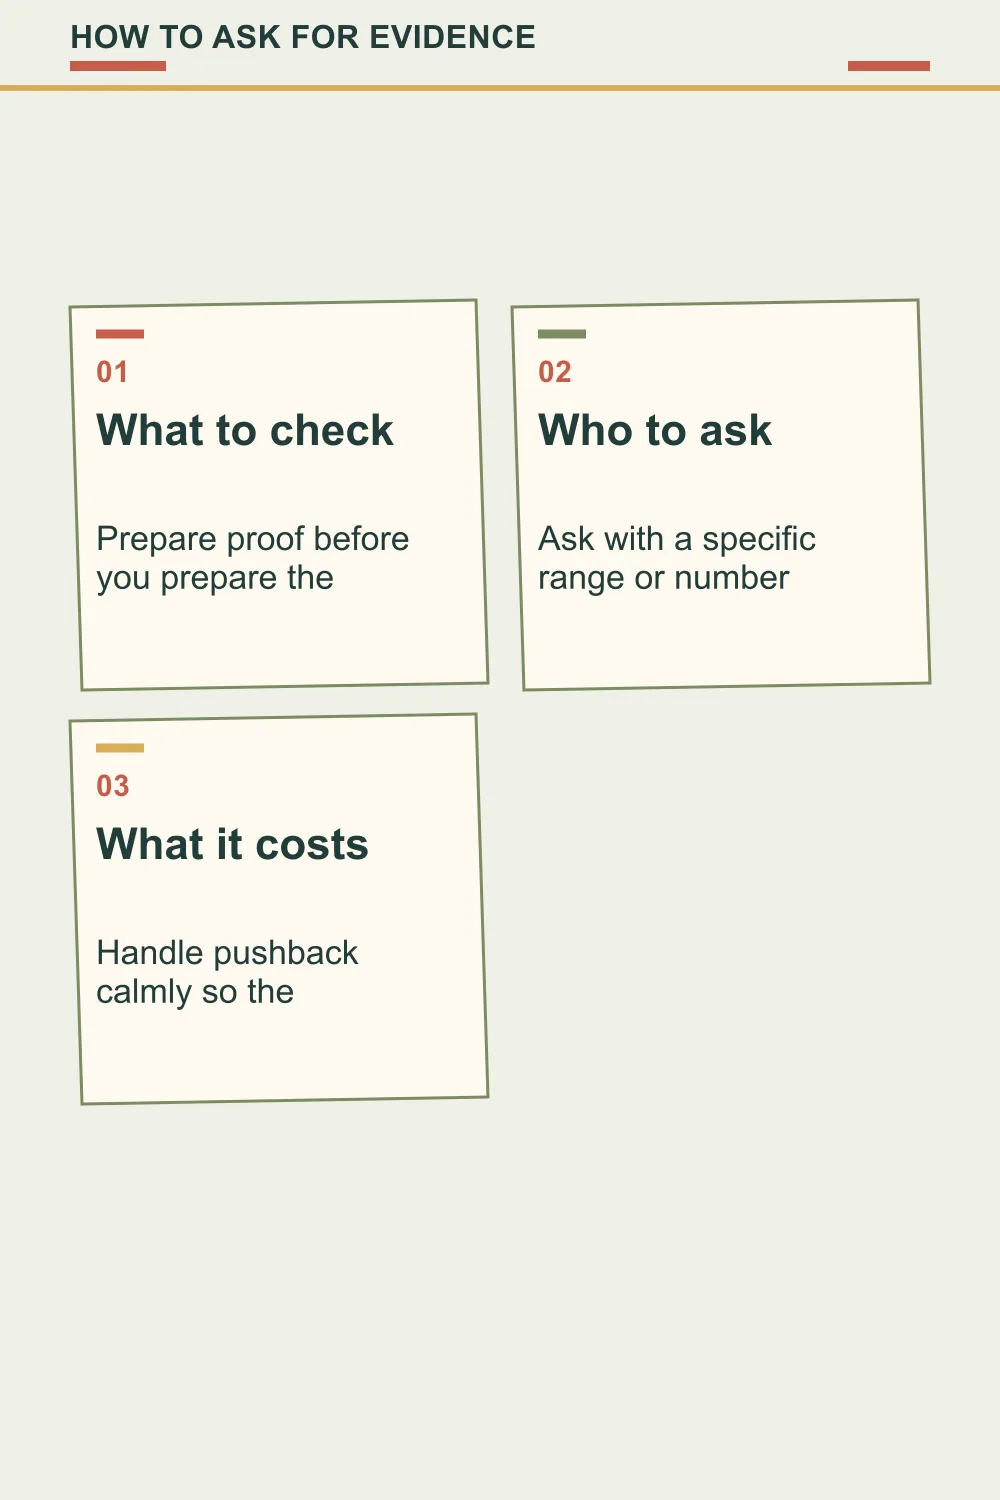 HOW TO ASK FOR EVIDENCE
01
What to check
Prepare proof before
you prepare the
02
Who to ask
Ask with a specific
range or number
03
What it costs
Handle pushback
calmly so the